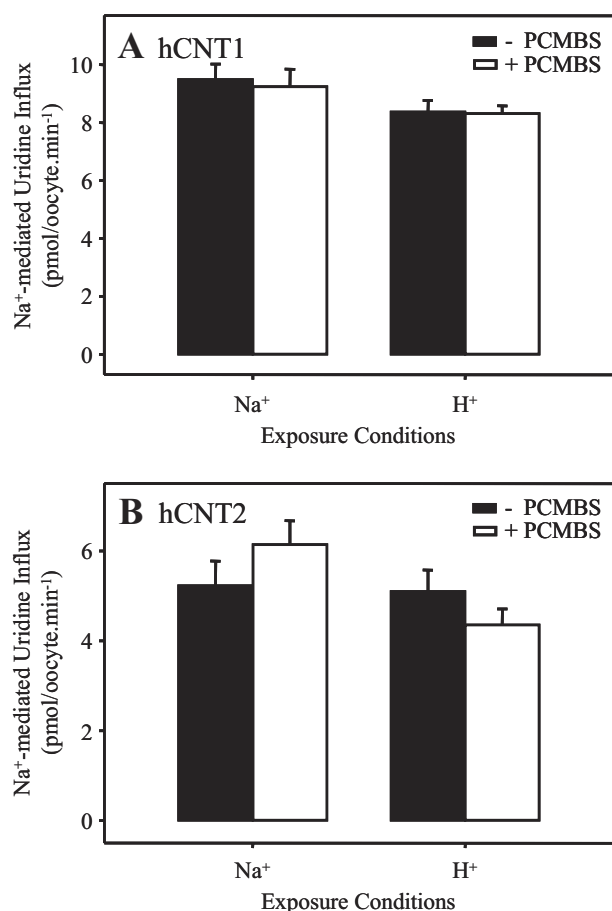 A hCNT1
- PCMBS
+ PCMBS
Na⁺-mediated Uridine Influx
(pmol/oocyte.min⁻¹)
10
8
6
4
2
0
Na⁺
H⁺
Exposure Conditions
B hCNT2
- PCMBS
+ PCMBS
Na⁺-mediated Uridine Influx
(pmol/oocyte.min⁻¹)
6
4
2
0
Na⁺
H⁺
Exposure Conditions